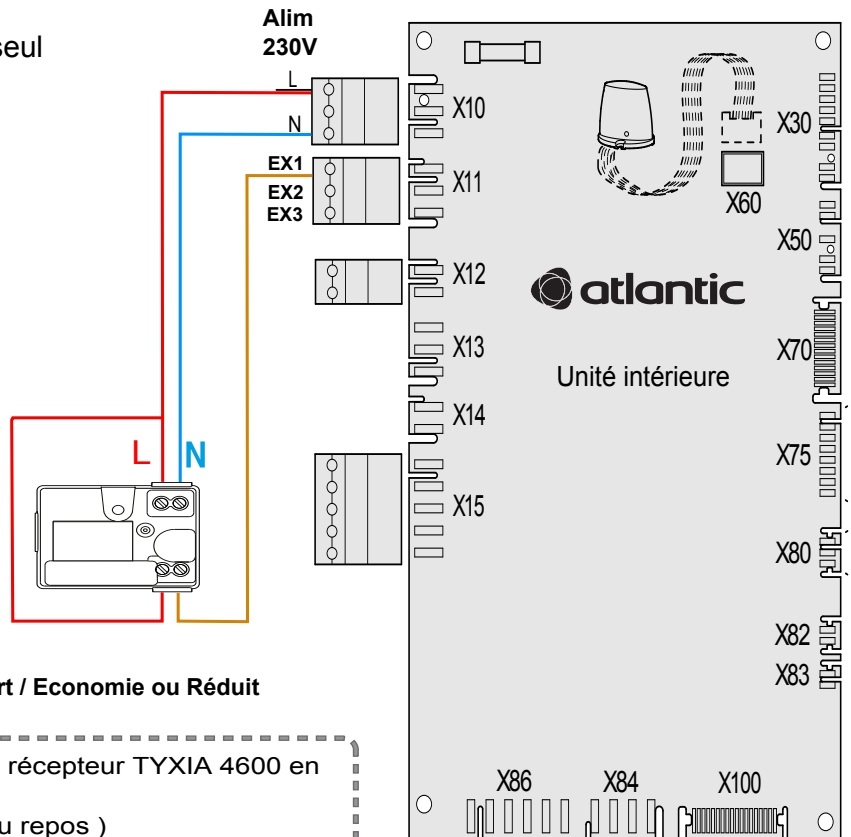 seul
Alim
230V
L
N
EX1
EX2
EX3
X10
X11
X12
X13
X14
X15
X30
X60
X50
atlantic
Unité intérieure
X70
X75
X80
X82
X83
L N
rt / Economie ou Réduit
récepteur TYXIA 4600 en
u repos )
X86
X84
X100